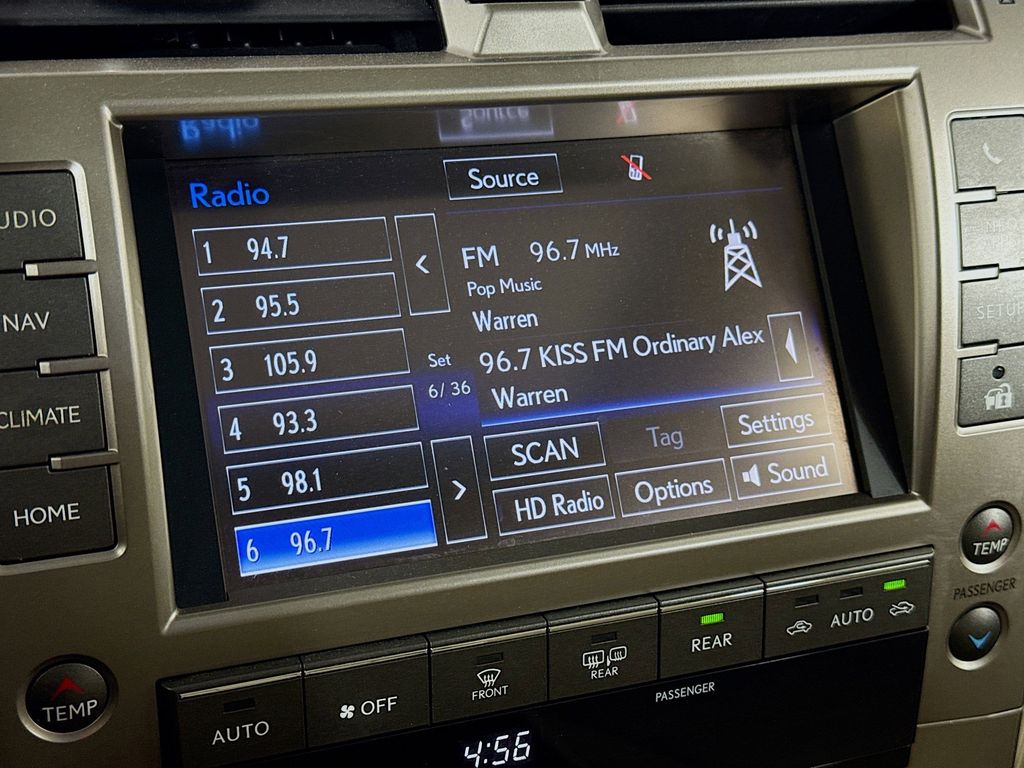 Radio
Source
1 94.7
2 95.5
3 105.9
4 93.3
5 98.1
6 96.7
<
>
Set
6/36
FM 96.7 MHz
Pop Music
Warren
96.7 KISS FM Ordinary Alex
Warren
SCAN
Tag
Settings
HD Radio
Options
Sound
UDIO
NAV
CLIMATE
HOME
SETUP
TEMP
PASSENGER
TEMP
AUTO
OFF
FRONT
REAR
REAR
AUTO
PASSENGER
4:56